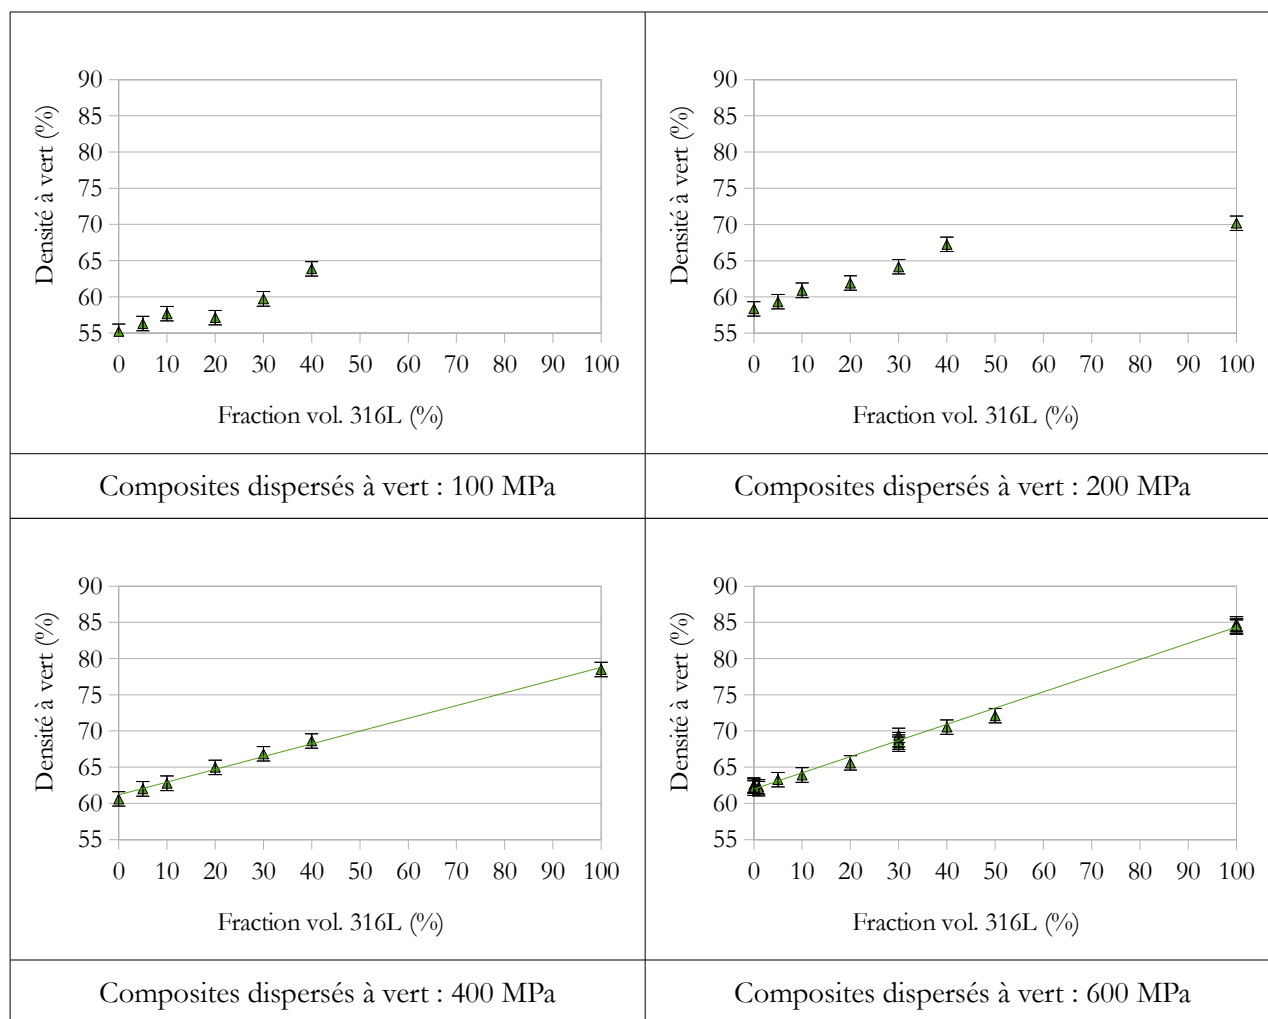 90
85
80
75
70
65
60
55
Densité à vert (%)
0 10 20 30 40 50 60 70 80 90 100
Fraction vol. 316L (%)
Composites dispersés à vert : 100 MPa
90
85
80
75
70
65
60
55
Densité à vert (%)
0 10 20 30 40 50 60 70 80 90 100
Fraction vol. 316L (%)
Composites dispersés à vert : 200 MPa
90
85
80
75
70
65
60
55
Densité à vert (%)
0 10 20 30 40 50 60 70 80 90 100
Fraction vol. 316L (%)
Composites dispersés à vert : 400 MPa
90
85
80
75
70
65
60
55
Densité à vert (%)
0 10 20 30 40 50 60 70 80 90 100
Fraction vol. 316L (%)
Composites dispersés à vert : 600 MPa